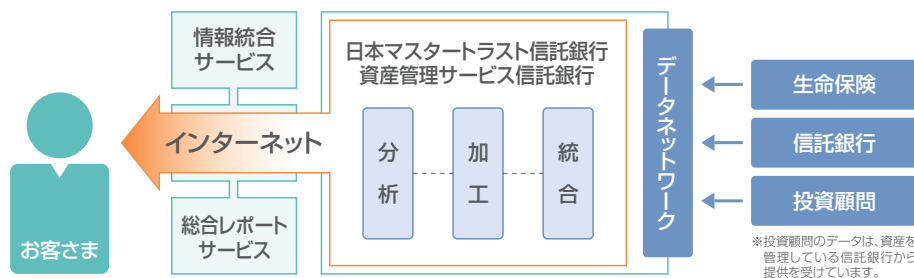 情報統合
サービス
日本マスタートラスト信託銀行
資産管理サービス信託銀行
データネットワーク
生命保険
インターネット
分析
加工
統合
信託銀行
総合レポート
サービス
投資顧問
お客さま
※投資顧問のデータは、資産を
管理している信託銀行から
提供を受けています。